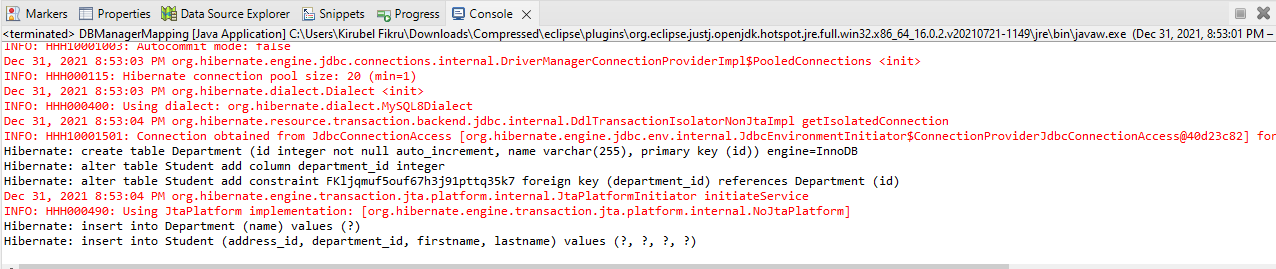 Markers Properties Data Source Explorer Snippets Progress Console
<terminated> DBManagerMapping [Java Application] C:\Users\Kirubel Fikru\Downloads\Compressed\eclipse\plugins\org.eclipse.justj.openjdk.hotspot.jre.full.win32.x86_64_16.0.2.v20210721-1149\jre\bin\javaw.exe (Dec 31, 2021, 8:53:01 PM –
INFO: HHH10001003: Autocommit mode: false
Dec 31, 2021 8:53:03 PM org.hibernate.engine.jdbc.connections.internal.DriverManagerConnectionProviderImpl$PooledConnections <init>
INFO: HHH000115: Hibernate connection pool size: 20 (min=1)
Dec 31, 2021 8:53:03 PM org.hibernate.dialect.Dialect <init>
INFO: HHH000400: Using dialect: org.hibernate.dialect.MySQL8Dialect
Dec 31, 2021 8:53:04 PM org.hibernate.resource.transaction.backend.jdbc.internal.DdlTransactionIsolatorNonJtaImpl getIsolatedConnection
INFO: HHH10001501: Connection obtained from JdbcConnectionAccess [org.hibernate.engine.jdbc.env.internal.JdbcEnvironmentInitiator$ConnectionProviderJdbcConnectionAccess@40d23c82] for
Hibernate: create table Department (id integer not null auto_increment, name varchar(255), primary key (id)) engine=InnoDB
Hibernate: alter table Student add column department_id integer
Hibernate: alter table Student add constraint FKljqmuf5ouf67h3j91pttq35k7 foreign key (department_id) references Department (id)
Dec 31, 2021 8:53:04 PM org.hibernate.engine.transaction.jta.platform.internal.JtaPlatformInitiator initiateService
INFO: HHH000490: Using JtaPlatform implementation: [org.hibernate.engine.transaction.jta.platform.internal.NoJtaPlatform]
Hibernate: insert into Department (name) values (?)
Hibernate: insert into Student (address_id, department_id, firstname, lastname) values (?, ?, ?, ?)